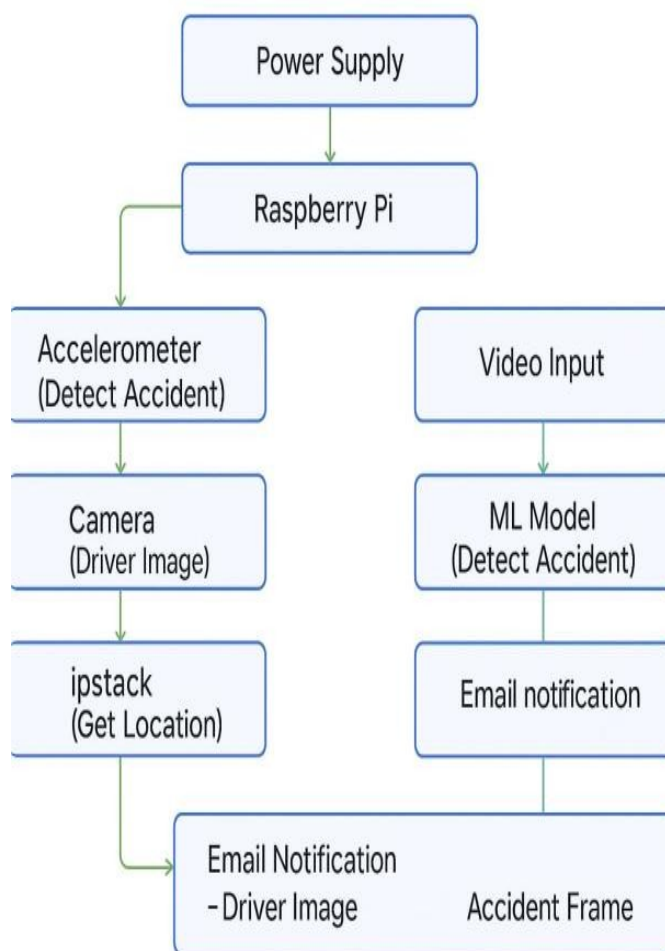 Power Supply
Raspberry Pi
Accelerometer
(Detect Accident)
Camera
(Driver Image)
ipstack
(Get Location)
Video Input
ML Model
(Detect Accident)
Email notification
Email Notification
-Driver Image Accident Frame